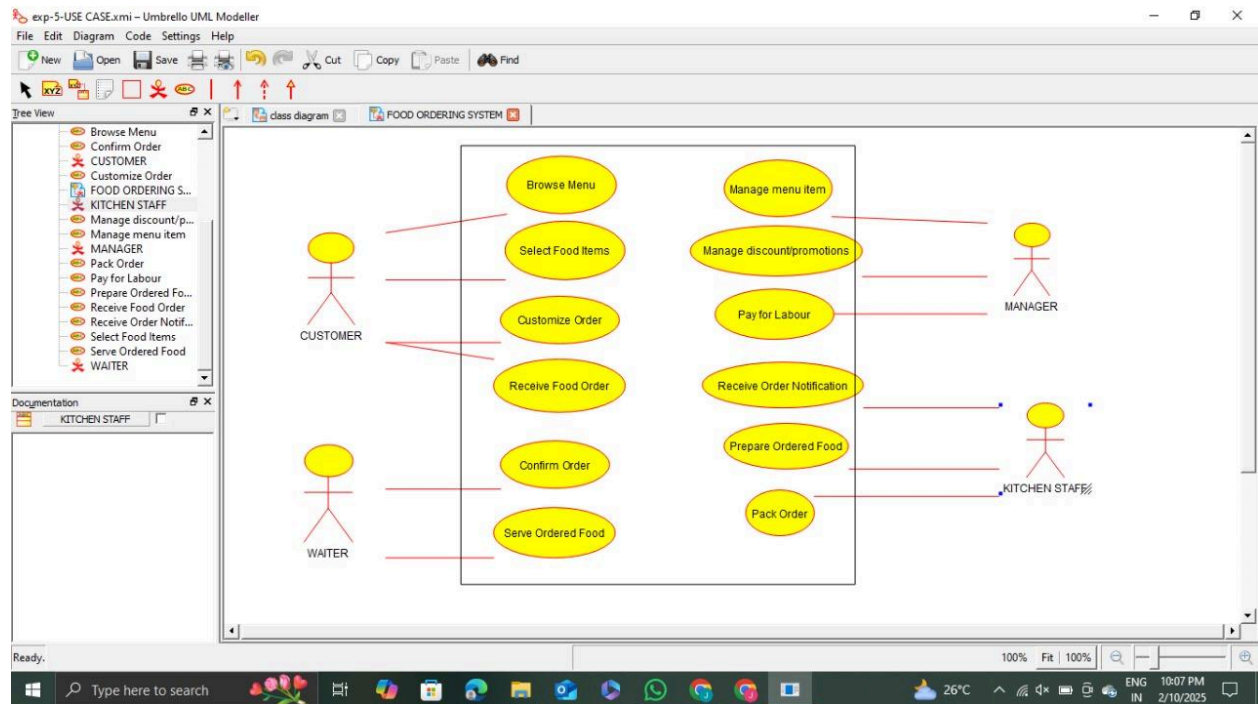 exp-5-USE CASE.xmi – Umbrello UML Modeller
File Edit Diagram Code Settings Help
New Open Save Cut Copy Paste Find
XYZ ABC
Tree View
class diagram
FOOD ORDERING SYSTEM
Browse Menu
Confirm Order
CUSTOMER
Customize Order
FOOD ORDERING S...
KITCHEN STAFF
Manage discount/p...
Manage menu item
MANAGER
Pack Order
Pay for Labour
Prepare Ordered Fo...
Receive Food Order
Receive Order Notif...
Select Food Items
Serve Ordered Food
WAITER
Documentation
KITCHEN STAFF
Browse Menu
Manage menu item
Select Food Items
Manage discount/promotions
MANAGER
Customize Order
Pay for Labour
CUSTOMER
Receive Food Order
Receive Order Notification
Confirm Order
Prepare Ordered Food
KITCHEN STAFF
Pack Order
Serve Ordered Food
WAITER
Ready.
100% Fit 100%
Type here to search
26°C
ENG
IN
10:07 PM
2/10/2025